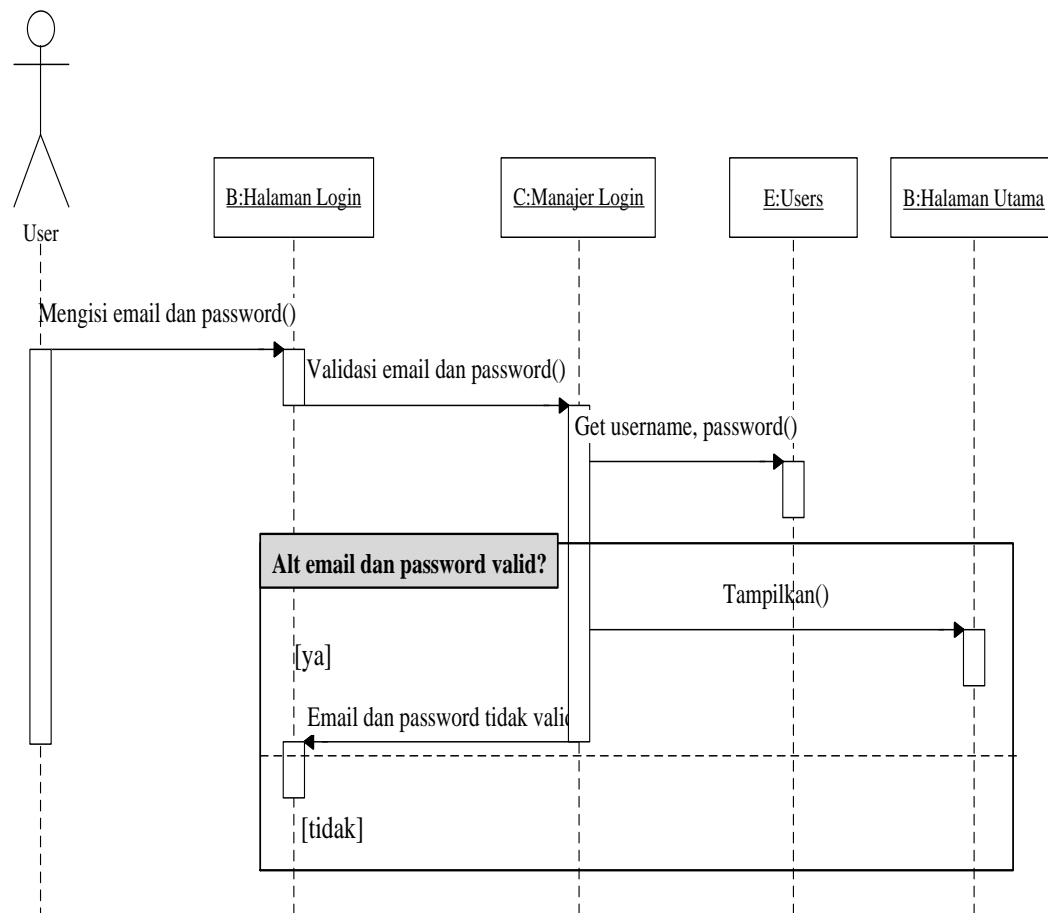 User
B:Halaman Login
C:Manajer Login
E:Users
B:Halaman Utama
Mengisi email dan password()
Validasi email dan password()
Get username, password()
Alt email dan password valid?
Tampilkan()
[ya]
Email dan password tidak valid
[tidak]